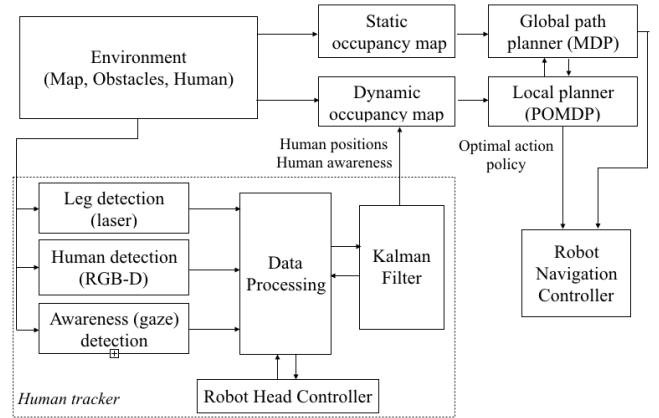 Environment
(Map, Obstacles, Human)
Static
occupancy map
Global path
planner (MDP)
Dynamic
occupancy map
Local planner
(POMDP)
Human positions
Human awareness
Optimal action
policy
Leg detection
(laser)
Human detection
(RGB-D)
Awareness (gaze)
detection
Data
Processing
Kalman
Filter
Robot
Navigation
Controller
Robot Head Controller
Human tracker